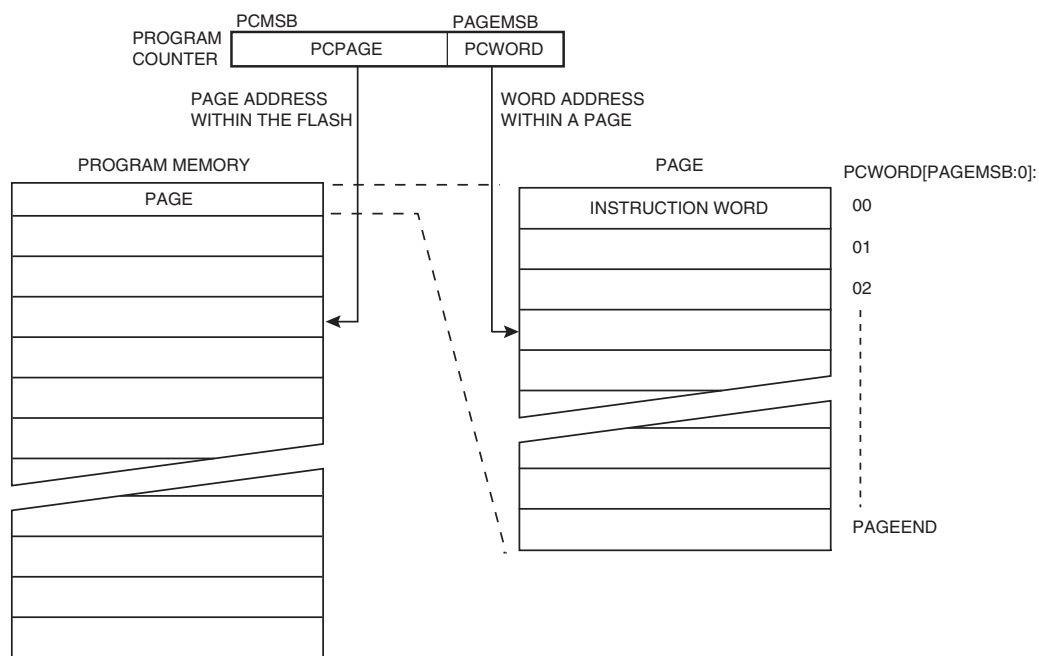 PCMSB
PAGEMSB
PROGRAM
COUNTER
PCPAGE
PCWORD
PAGE ADDRESS
WITHIN THE FLASH
WORD ADDRESS
WITHIN A PAGE
PROGRAM MEMORY
PAGE
PAGE
PCWORD[PAGEMSB:0]:
INSTRUCTION WORD
00
01
02
PAGEEND